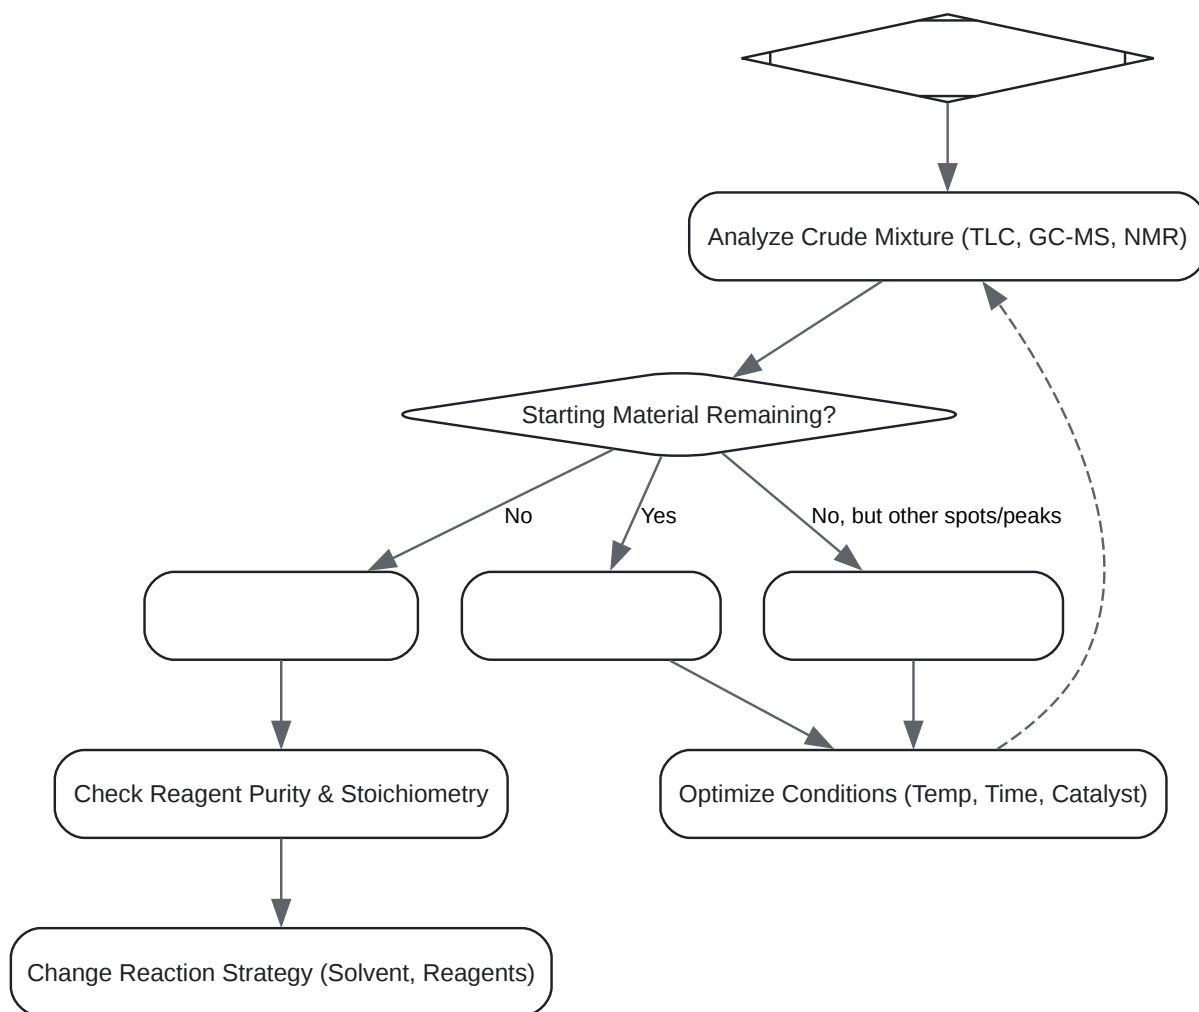 Analyze Crude Mixture (TLC, GC-MS, NMR)
Starting Material Remaining?
No
Yes
No, but other spots/peaks
Check Reagent Purity & Stoichiometry
Optimize Conditions (Temp, Time, Catalyst)
Change Reaction Strategy (Solvent, Reagents)